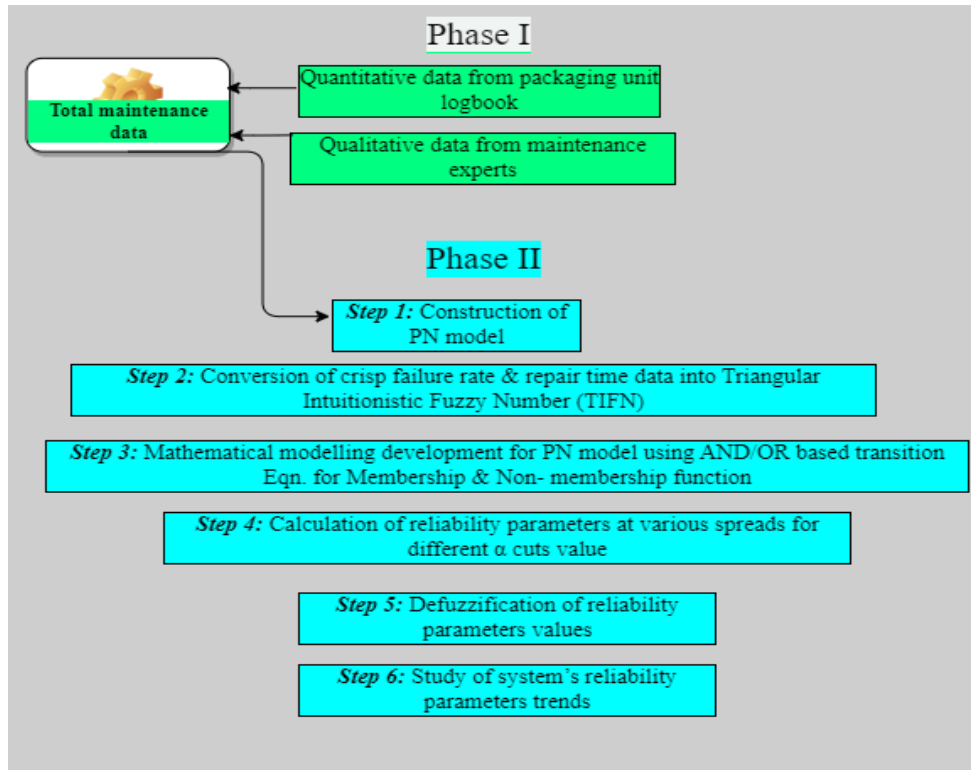 Phase I
Quantitative data from packaging unit
logbook
Total maintenance
data
Qualitative data from maintenance
experts
Phase II
Step 1: Construction of
PN model
Step 2: Conversion of crisp failure rate & repair time data into Triangular
Intuitionistic Fuzzy Number (TIFN)
Step 3: Mathematical modelling development for PN model using AND/OR based transition
Eqn. for Membership & Non- membership function
Step 4: Calculation of reliability parameters at various spreads for
different α cuts value
Step 5: Defuzzification of reliability
parameters values
Step 6: Study of system’s reliability
parameters trends